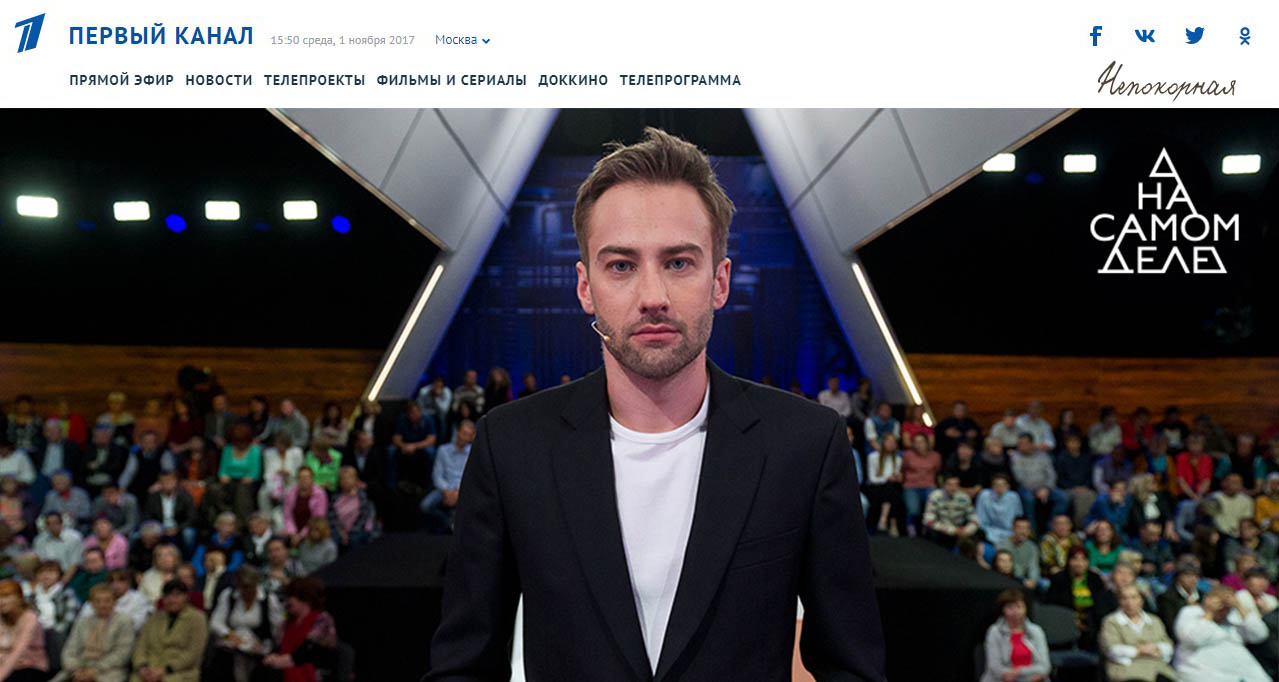 ПЕРВЫЙ КАНАЛ 15:50 среда, 1 ноября 2017 Москва
ПРЯМОЙ ЭФИР НОВОСТИ ТЕЛЕПРОЕКТЫ ФИЛЬМЫ И СЕРИАЛЫ ДОККИНО ТЕЛЕПРОГРАММА
Непокорная
А
НА
САМОМ
ДЕЛЕ